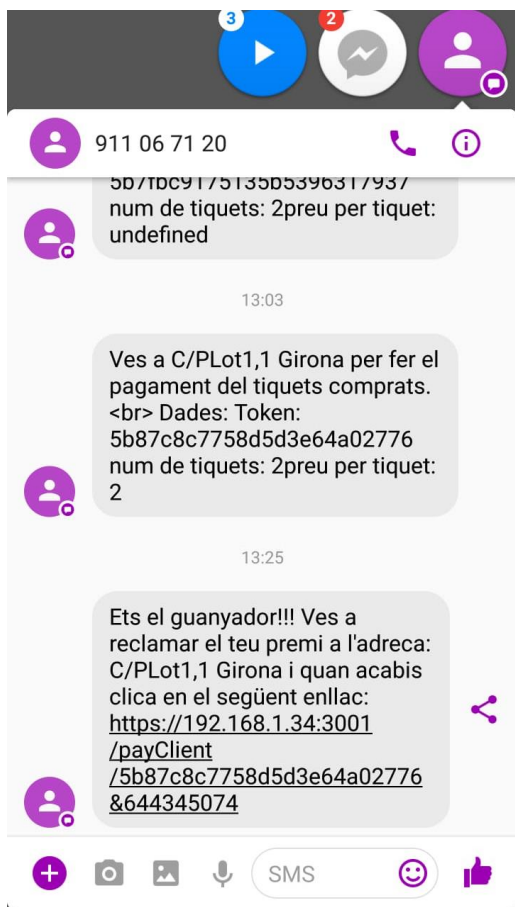 3
2
911 06 71 20
5b7fbc9175135b5396317937
num de tiquets: 2preu per tiquet:
undefined
13:03
Ves a C/PLot1,1 Girona per fer el
pagament del tiquets comprats.
<br> Dades: Token:
5b87c8c7758d5d3e64a02776
num de tiquets: 2preu per tiquet:
2
13:25
Ets el guanyador!!! Ves a
reclamar el teu premi a l'adreca:
C/PLot1,1 Girona i quan acabis
clica en el següent enllac:
https://192.168.1.34:3001
/payClient
/5b87c8c7758d5d3e64a02776
&644345074
SMS